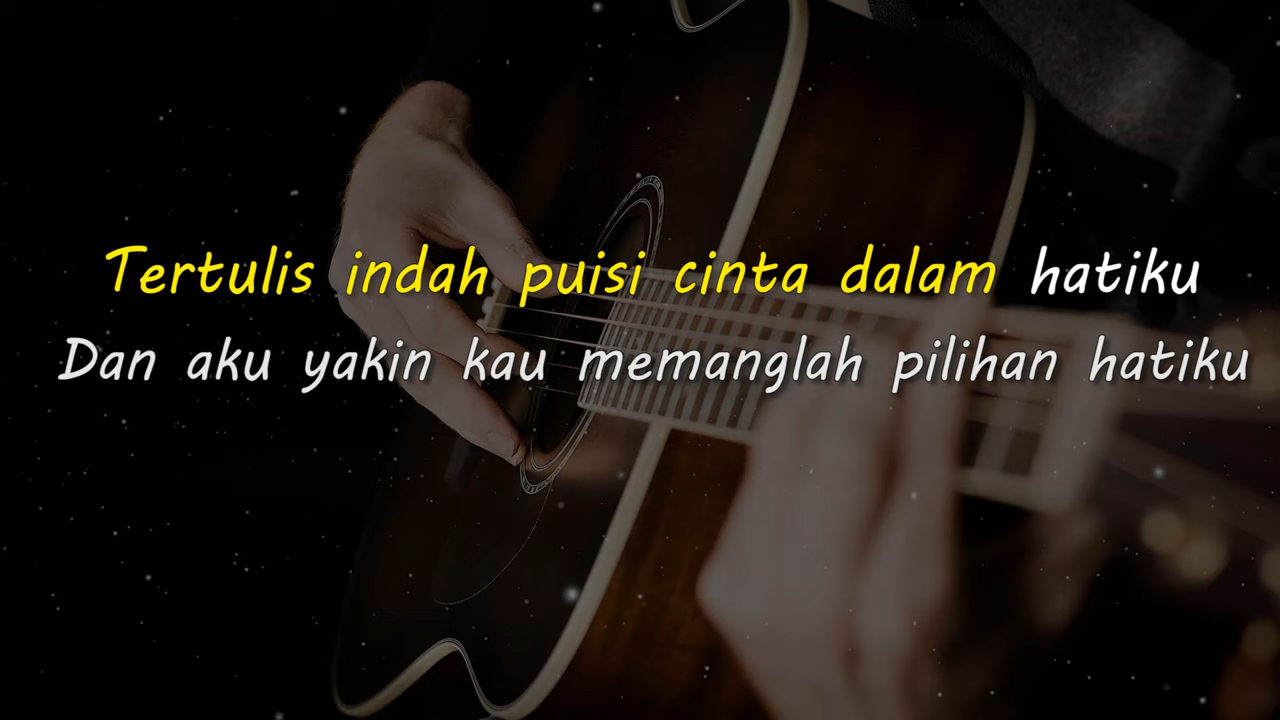 Tertulis indah puisi cinta dalam hatiku
Dan aku yakin kau memanglah pilihan hatiku